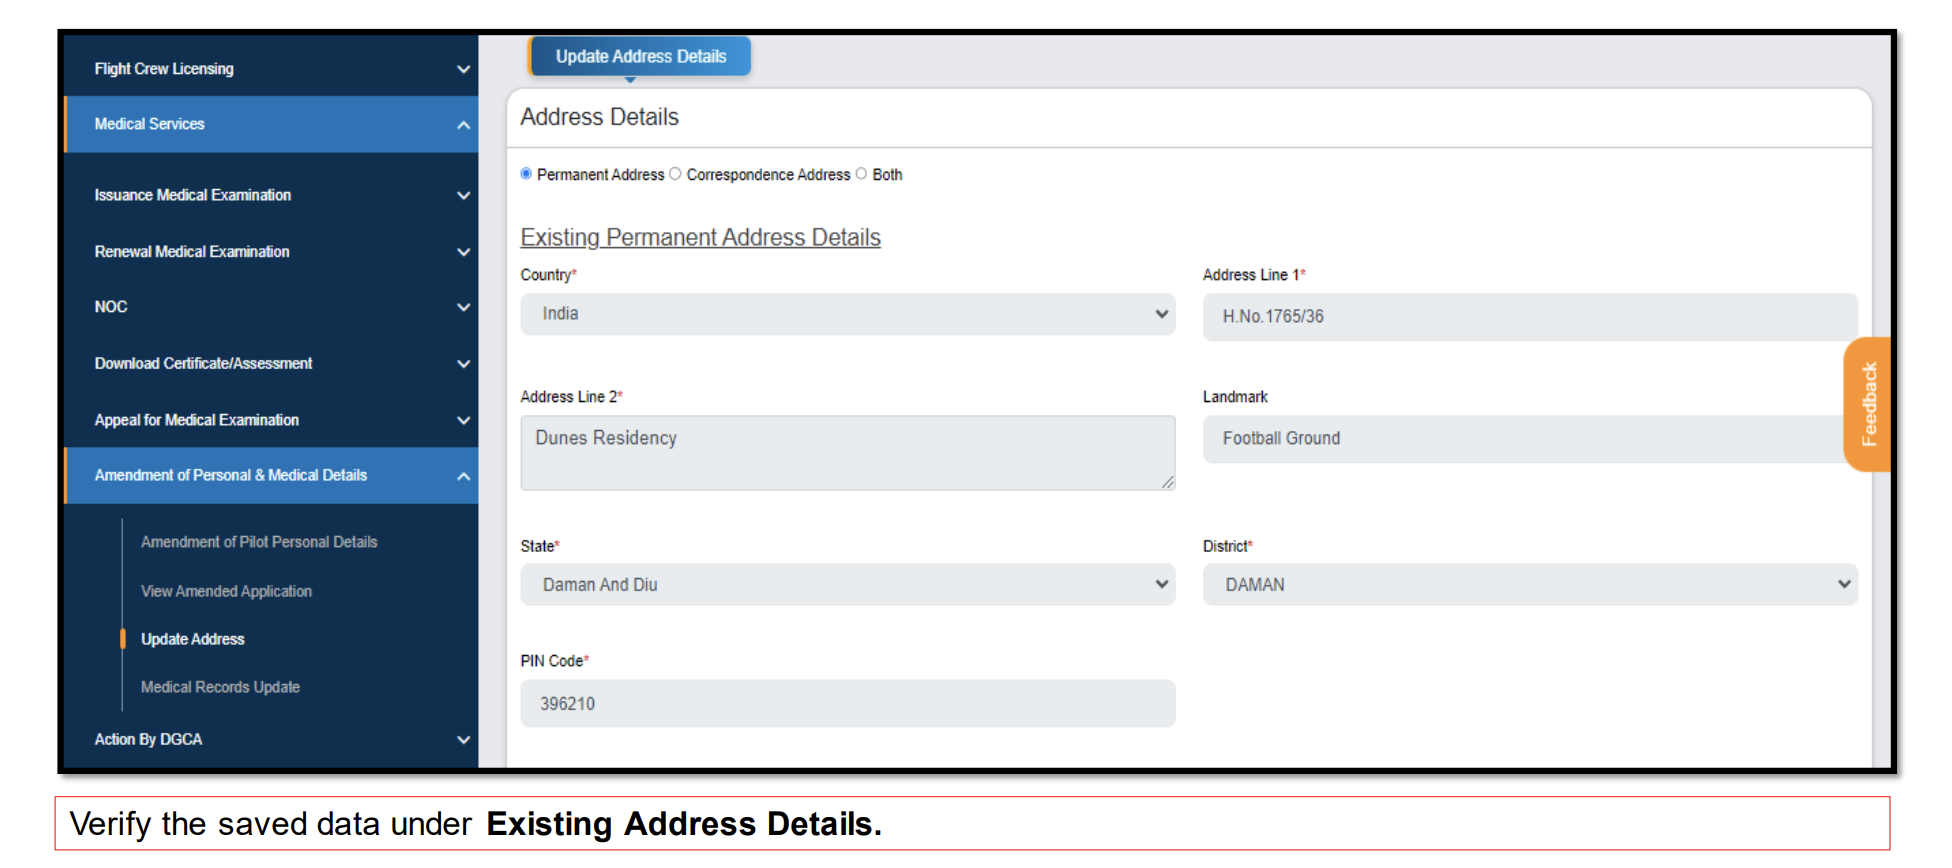 Flight Crew Licensing
Medical Services
Issuance Medical Examination
Renewal Medical Examination
NOC
Download Certificate/Assessment
Appeal for Medical Examination
Amendment of Personal & Medical Details
Amendment of Pilot Personal Details
View Amended Application
Update Address
Medical Records Update
Action By DGCA
Update Address Details
Address Details
Permanent Address Correspondence Address Both
Existing Permanent Address Details
Country* Address Line 1*
India H.No.1765/36
Address Line 2* Landmark
Dunes Residency Football Ground
State* District*
Daman And Diu DAMAN
PIN Code*
396210
Feedback
Verify the saved data under Existing Address Details.